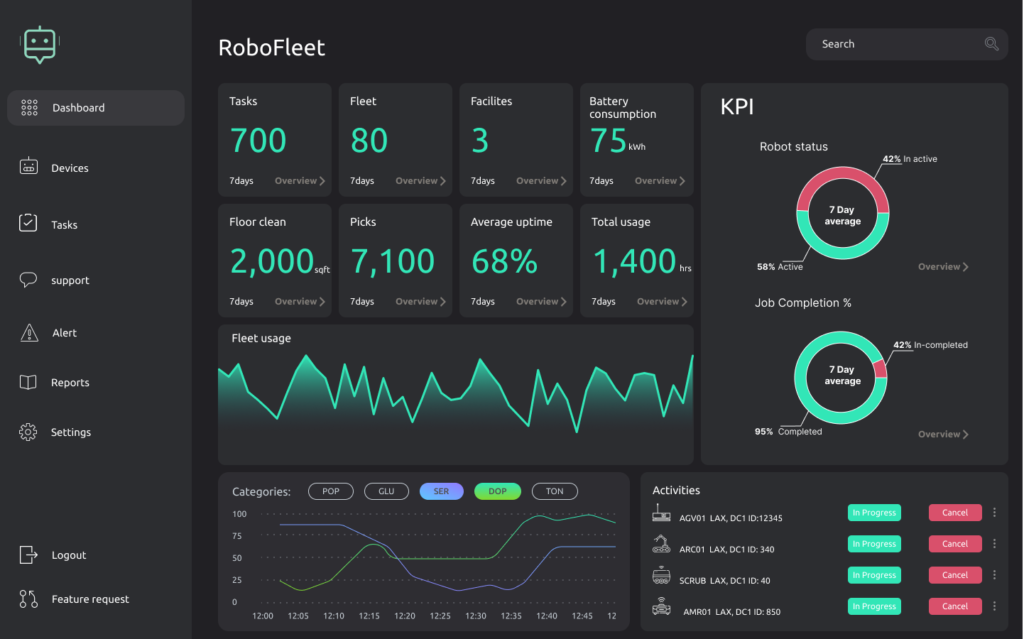 RoboFleet
Search
Dashboard
Devices
Tasks
support
Alert
Reports
Settings
Logout
Feature request
Tasks
700
7days Overview
Fleet
80
7days Overview
Facilites
3
7days Overview
Battery
consumption
75 kWh
7days Overview
Floor clean
2,000 sqft
7days Overview
Picks
7,100
7days Overview
Average uptime
68%
7days Overview
Total usage
1,400 hrs
7days Overview
KPI
Robot status
42% In active
7 Day
average
58% Active
Overview
Job Completion %
42% In-completed
7 Day
average
95% Completed
Overview
Fleet usage
Categories: POP GLU SER DOP TON
100
75
50
25
0
12:00 12:05 12:10 12:15 12:20 12:25 12:30 12:35 12:40 12:45 12
Activities
AGV01 LAX, DC1 ID:12345 In Progress Cancel
ARC01 LAX, DC1 ID: 340 In Progress Cancel
SCRUB LAX, DC1 ID: 40 In Progress Cancel
AMR01 LAX, DC1 ID: 850 In Progress Cancel